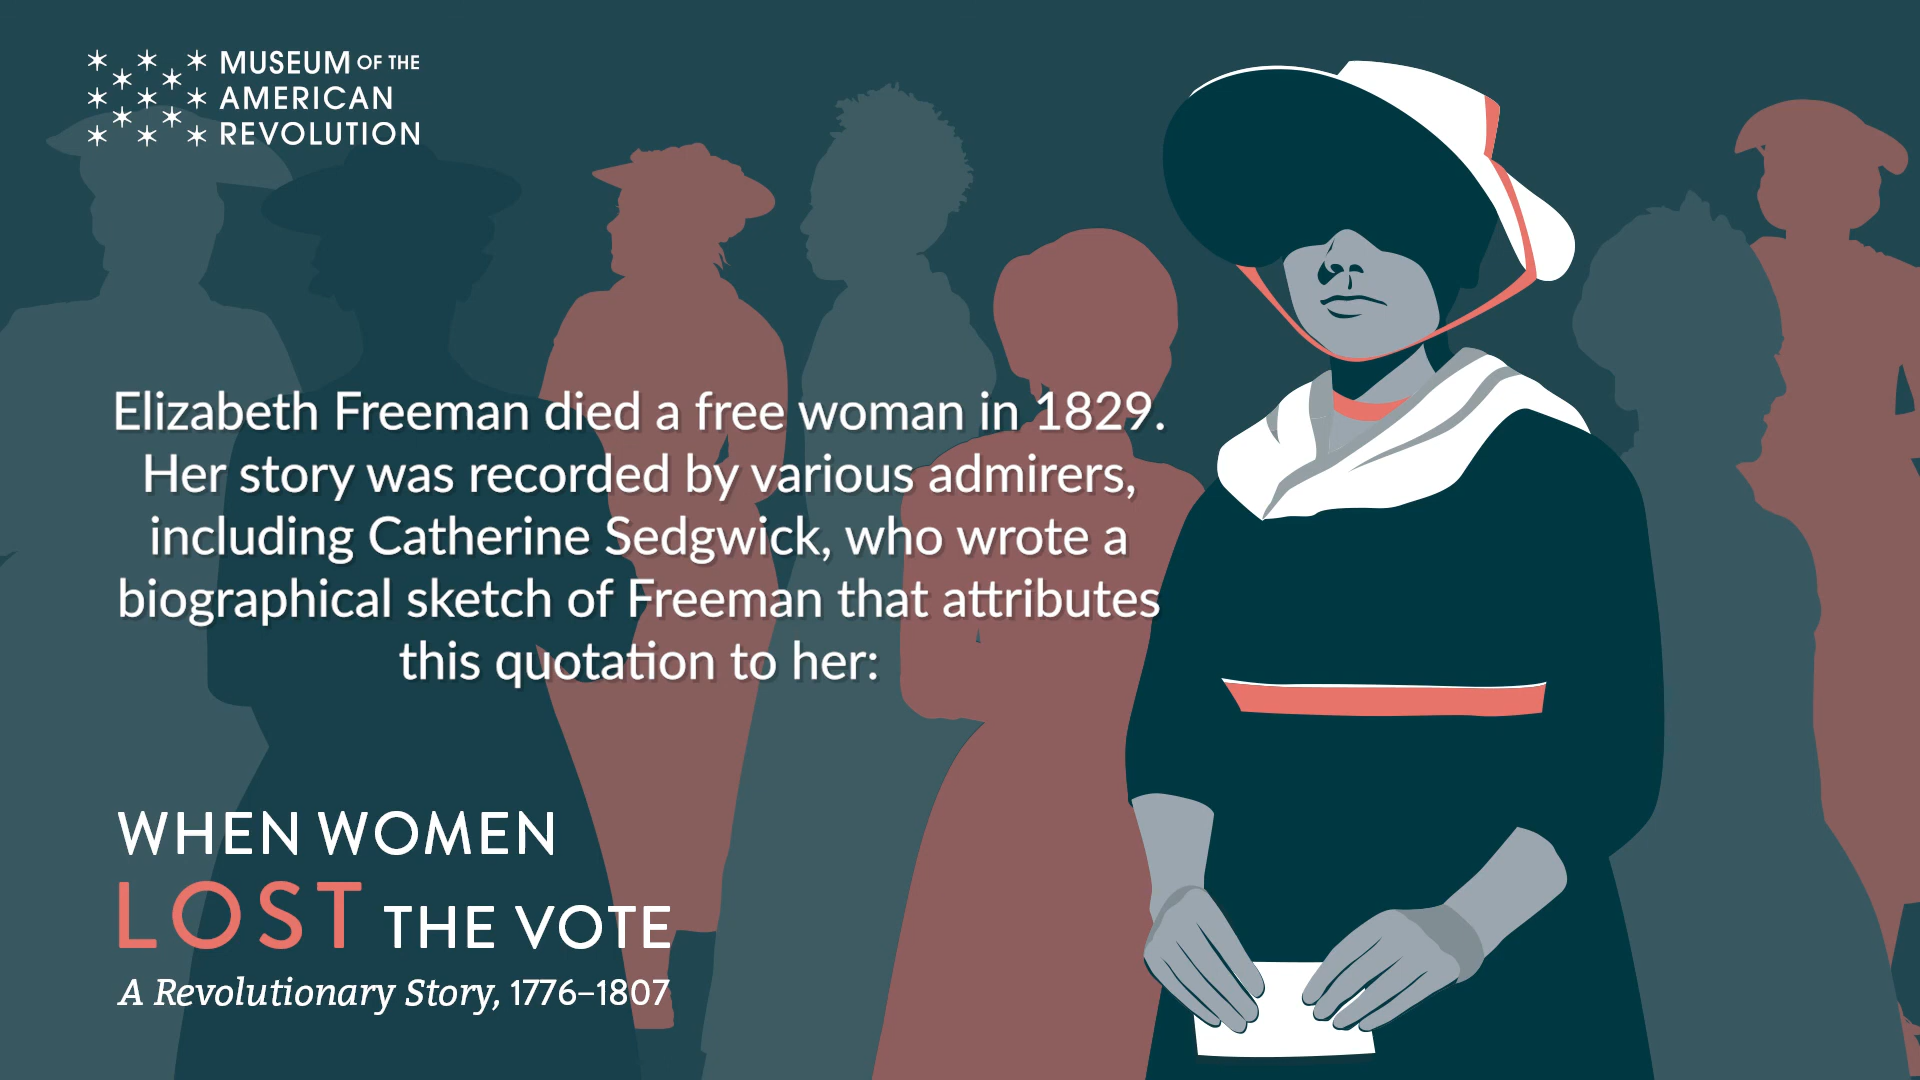 MUSEUM OF THE
AMERICAN
REVOLUTION
Elizabeth Freeman died a free woman in 1829.
Her story was recorded by various admirers,
including Catherine Sedgwick, who wrote a
biographical sketch of Freeman that attributes
this quotation to her:
WHEN WOMEN
LOST THE VOTE
A Revolutionary Story, 1776–1807